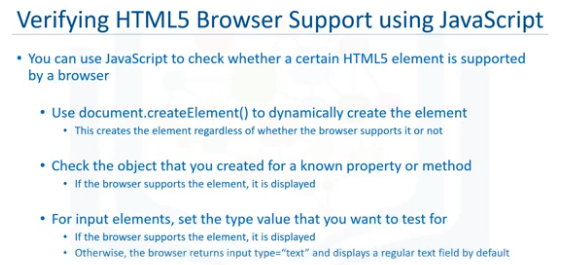 Verifying HTML5 Browser Support using JavaScript
• You can use JavaScript to check whether a certain HTML5 element is supported
by a browser
• Use document.createElement() to dynamically create the element
• This creates the element regardless of whether the browser supports it or not
• Check the object that you created for a known property or method
• If the browser supports the element, it is displayed
• For input elements, set the type value that you want to test for
• If the browser supports the element, it is displayed
• Otherwise, the browser returns input type="text" and displays a regular text field by default